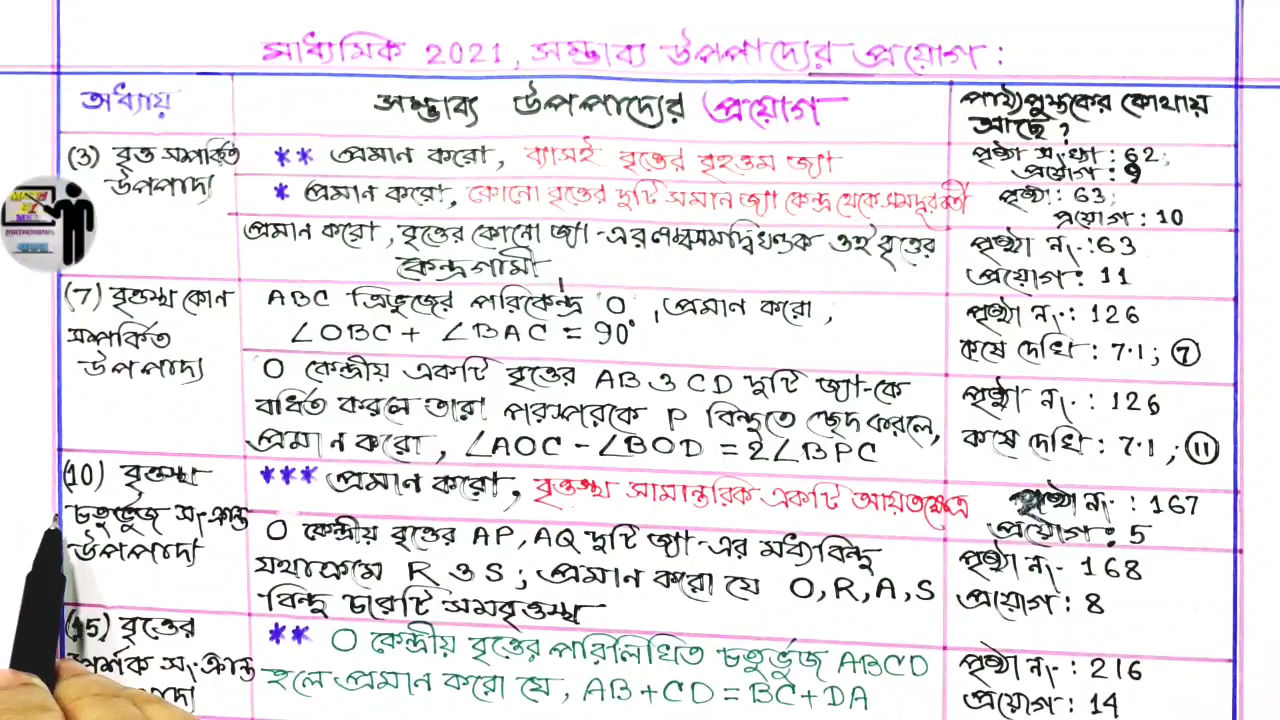 মাধ্যমিক 2021, সম্ভাব্য উপপাদ্যের প্রয়োগ :
অধ্যায়
সম্ভাব্য উপপাদ্যের প্রয়োগ
পাঠ্যপুস্তকের কোথায়
আছে ?
(3) বৃত্ত সম্পর্কিত
উপপাদ্য
** প্রমান করো, ব্যাসই বৃত্তের বৃহত্তম জ্যা
পৃষ্ঠা সংখ্যা : 62;
প্রয়োগ : 9
* প্রমান করো, কোনো বৃত্তের দুটি সমান জ্যা কেন্দ্র থেকে সমদূরবর্তী
পৃষ্ঠা : 63;
প্রয়োগ : 10
প্রমান করো, বৃত্তের কোনো জ্যা-এর লম্বসমদ্বিখণ্ডক ওই বৃত্তের
কেন্দ্রগামী
পৃষ্ঠা নং : 63
প্রয়োগ : 11
(7) বৃত্তস্থ কোন
সম্পর্কিত
উপপাদ্য
ABC ত্রিভুজের পরিকেন্দ্র O, প্রমান করো,
∠OBC + ∠BAC = 90°
পৃষ্ঠা নং : 126
কষে দেখি : 7.1; ⑦
O কেন্দ্রীয় একটি বৃত্তের AB ও CD দুটি জ্যা-কে
বর্ধিত করলে তারা পরস্পরকে P বিন্দুতে ছেদ করলে,
প্রমান করো, ∠AOC - ∠BOD = 2∠BPC
পৃষ্ঠা নং : 126
কষে দেখি : 7.1; ⑪
(10) বৃত্তস্থ
চতুর্ভুজ সংক্রান্ত
উপপাদ্য
*** প্রমান করো, বৃত্তস্থ সামান্তরিক একটি আয়তক্ষেত্র
পৃষ্ঠা নং : 167
প্রয়োগ : 5
O কেন্দ্রীয় বৃত্তের AP, AQ দুটি জ্যা-এর মধ্যবিন্দু
যথাক্রমে R ও S; প্রমান করো যে O, R, A, S
বিন্দু চারটি সমবৃত্তস্থ
পৃষ্ঠা নং 168
প্রয়োগ : 8
(15) বৃত্তের
স্পর্শক সংক্রান্ত
** O কেন্দ্রীয় বৃত্তের পরিলিখিত চতুর্ভুজ ABCD
হলে প্রমান করো যে, AB + CD = BC + DA
পৃষ্ঠা নং : 216
প্রয়োগ : 14